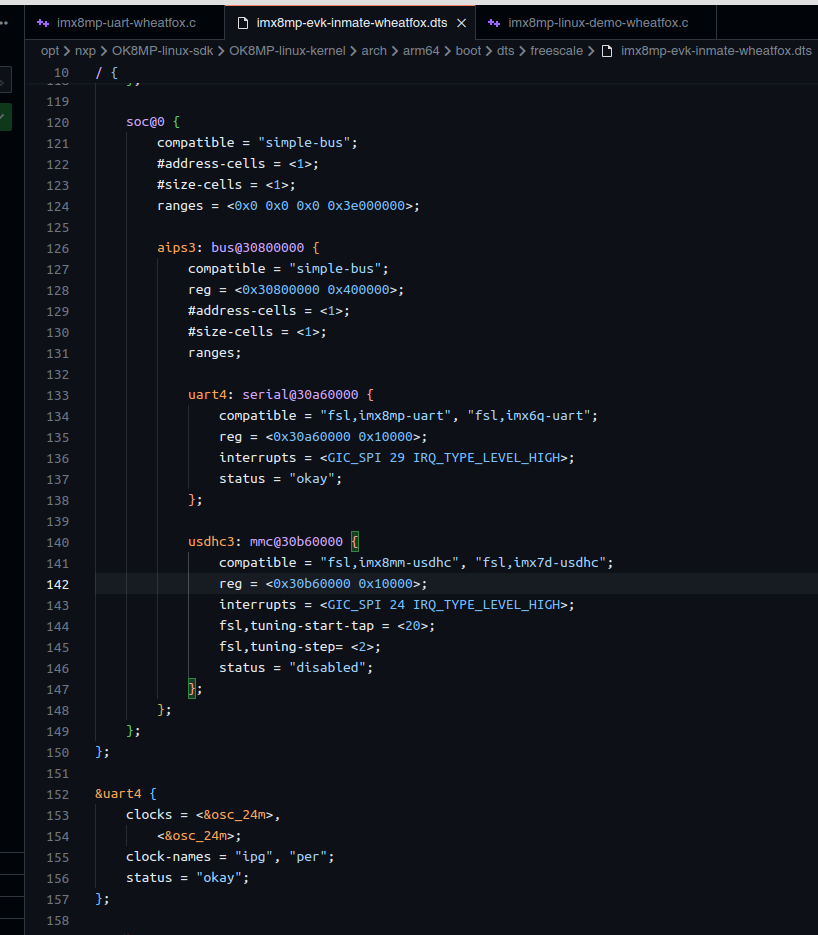 imx8mp-uart-wheatfox.c
imx8mp-evk-inmate-wheatfox.dts
imx8mp-linux-demo-wheatfox.c
opt > nxp > OK8MP-linux-sdk > OK8MP-linux-kernel > arch > arm64 > boot > dts > freescale > imx8mp-evk-inmate-wheatfox.dts
10 / {
119
120 soc@0 {
121 compatible = "simple-bus";
122 #address-cells = <1>;
123 #size-cells = <1>;
124 ranges = <0x0 0x0 0x0 0x3e000000>;
125
126 aips3: bus@30800000 {
127 compatible = "simple-bus";
128 reg = <0x30800000 0x400000>;
129 #address-cells = <1>;
130 #size-cells = <1>;
131 ranges;
132
133 uart4: serial@30a60000 {
134 compatible = "fsl,imx8mp-uart", "fsl,imx6q-uart";
135 reg = <0x30a60000 0x10000>;
136 interrupts = <GIC_SPI 29 IRQ_TYPE_LEVEL_HIGH>;
137 status = "okay";
138 };
139
140 usdhc3: mmc@30b60000 {
141 compatible = "fsl,imx8mm-usdhc", "fsl,imx7d-usdhc";
142 reg = <0x30b60000 0x10000>;
143 interrupts = <GIC_SPI 24 IRQ_TYPE_LEVEL_HIGH>;
144 fsl,tuning-start-tap = <20>;
145 fsl,tuning-step= <2>;
146 status = "disabled";
147 };
148 };
149 };
150 };
151
152 &uart4 {
153 clocks = <&osc_24m>,
154 <&osc_24m>;
155 clock-names = "ipg", "per";
156 status = "okay";
157 };
158